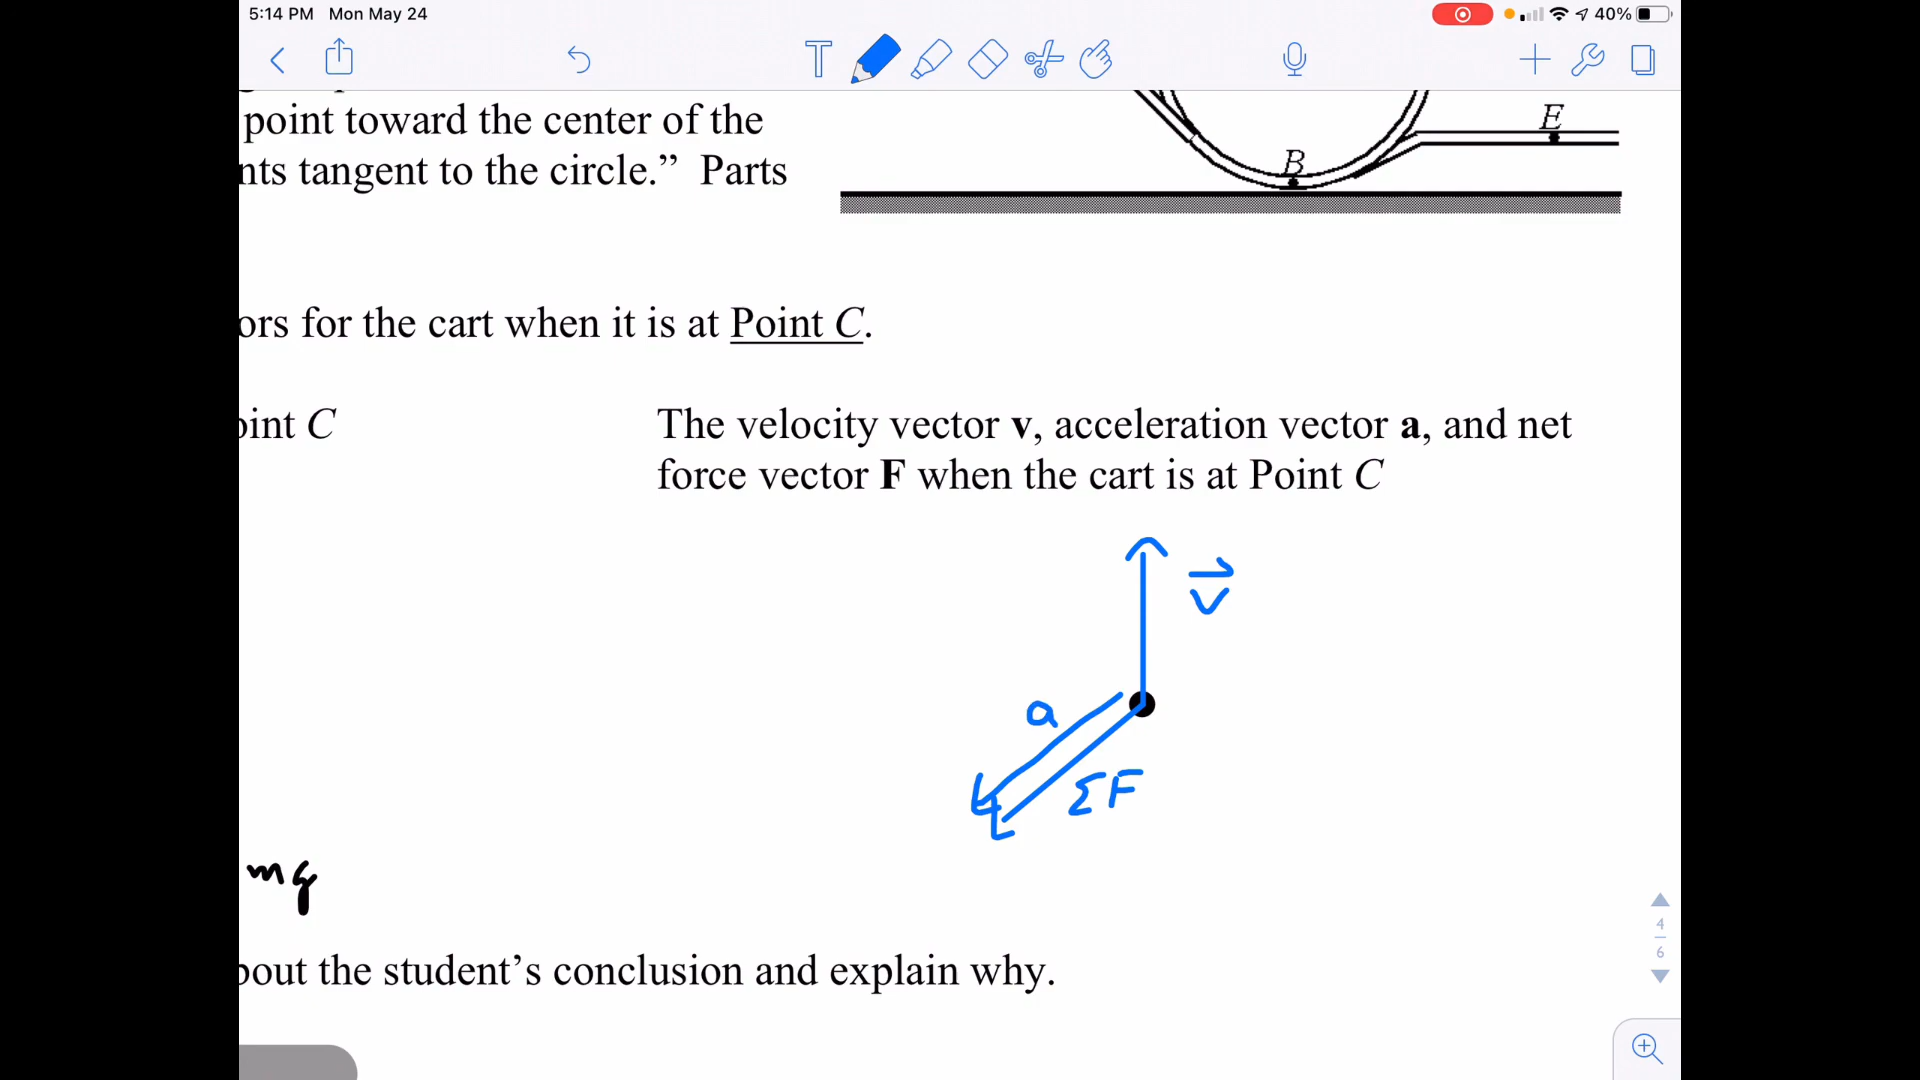 5:14 PM Mon May 24
40%
T
point toward the center of the
nts tangent to the circle.” Parts
E
B
ors for the cart when it is at Point C.
oint C
The velocity vector v, acceleration vector a, and net
force vector F when the cart is at Point C
v
a
ΣF
mg
4
6
bout the student’s conclusion and explain why.